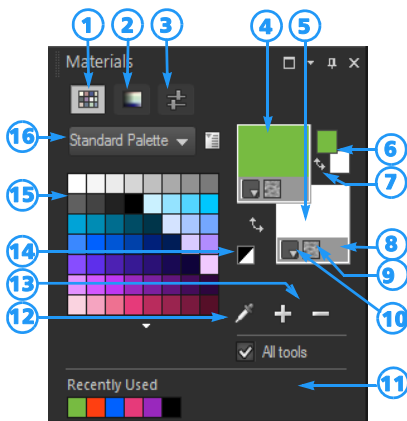 1 2 3 4 5
Materials
16 Standard Palette 6
7
15
14 8
13 9
12 10
All tools
11
Recently Used